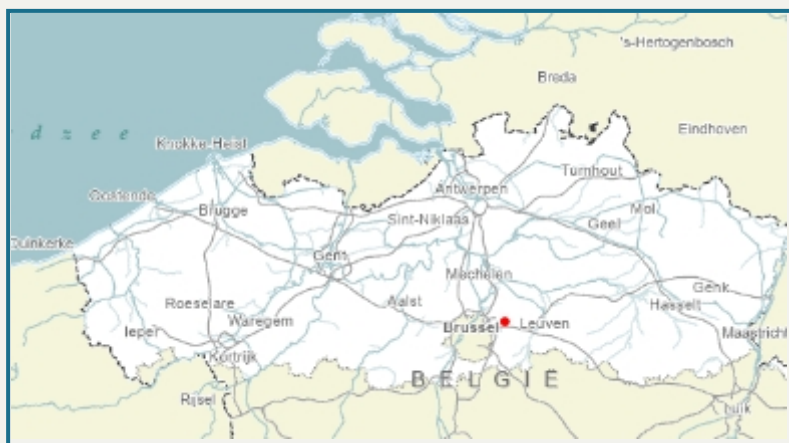 's-Hertogenbosch
Breda
dzee
Eindhoven
Knokke-Heist
Turnhout
Antwerpen
Oostende
Mol
Brugge
Sint-Niklaas
Geel
Duinkerke
Gent
Mechelen
Genk
Roeselare
Aalst
Hasselt
Ieper
Waregem
Brussel
Leuven
Maastricht
Kortrijk
BELGIË
Rijsel
Luik